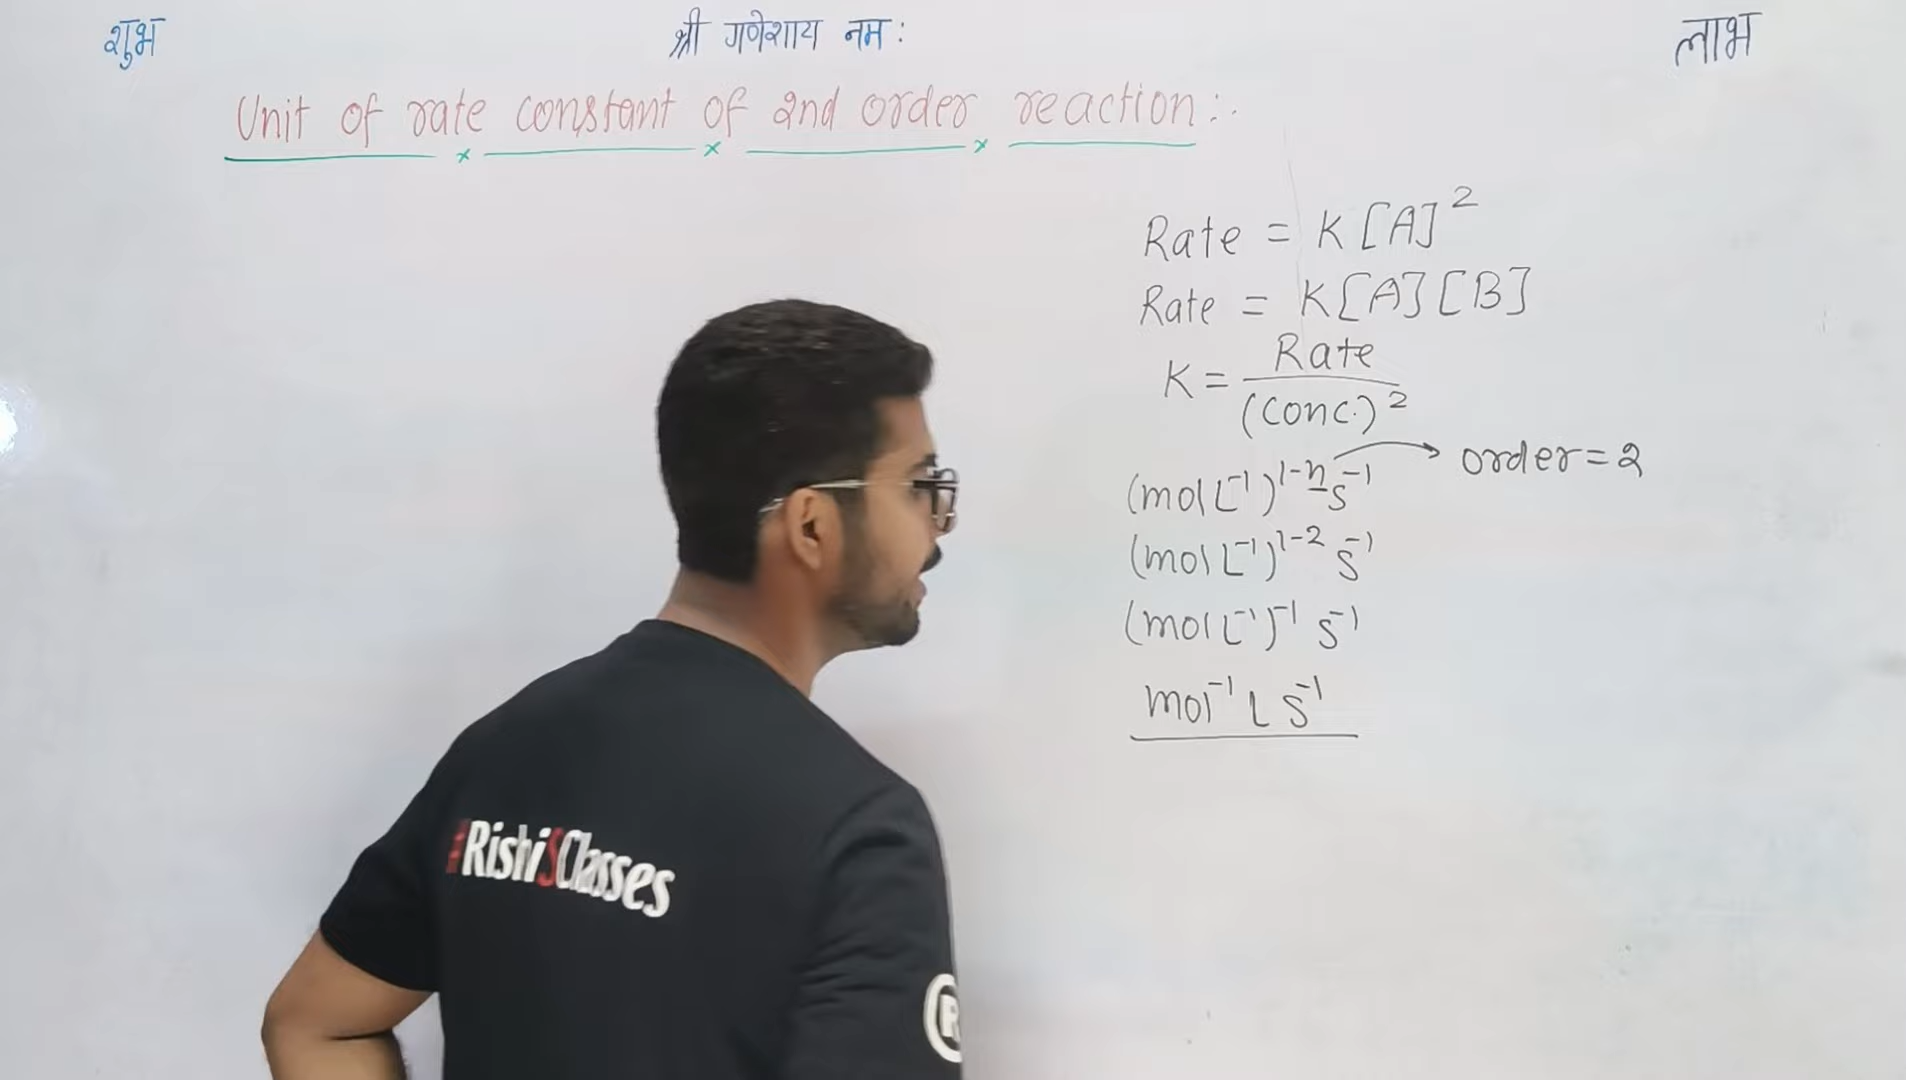 शुभ श्री गणेशाय नमः लाभ
Unit of rate constant of 2nd order reaction:.
Rate = K[A]²
Rate = K[A][B]
K = Rate / (Conc.)²
(mol L⁻¹)¹⁻ⁿ s⁻¹ → order = 2
(mol L⁻¹)¹⁻² s⁻¹
(mol L⁻¹)⁻¹ s⁻¹
mol⁻¹ L s⁻¹
#RishiSClasses